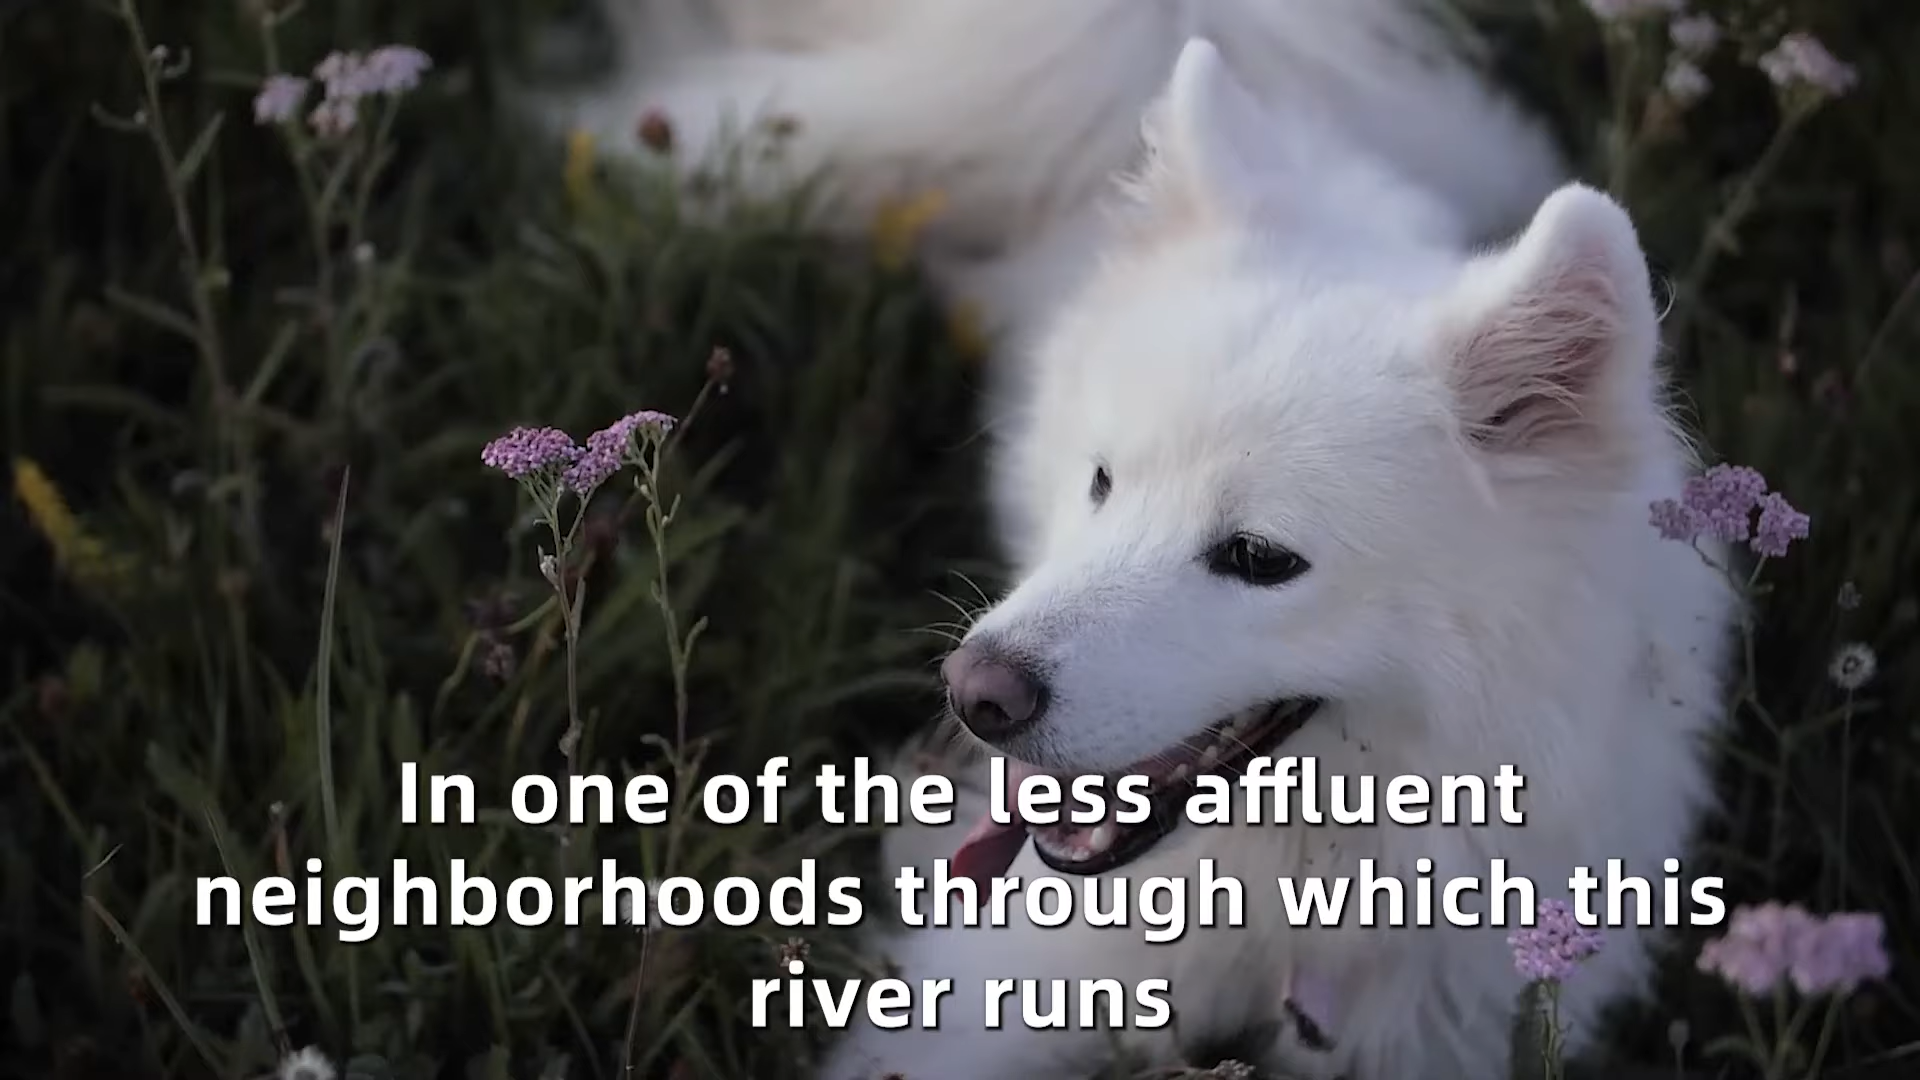 In one of the less affluent
neighborhoods through which this
river runs